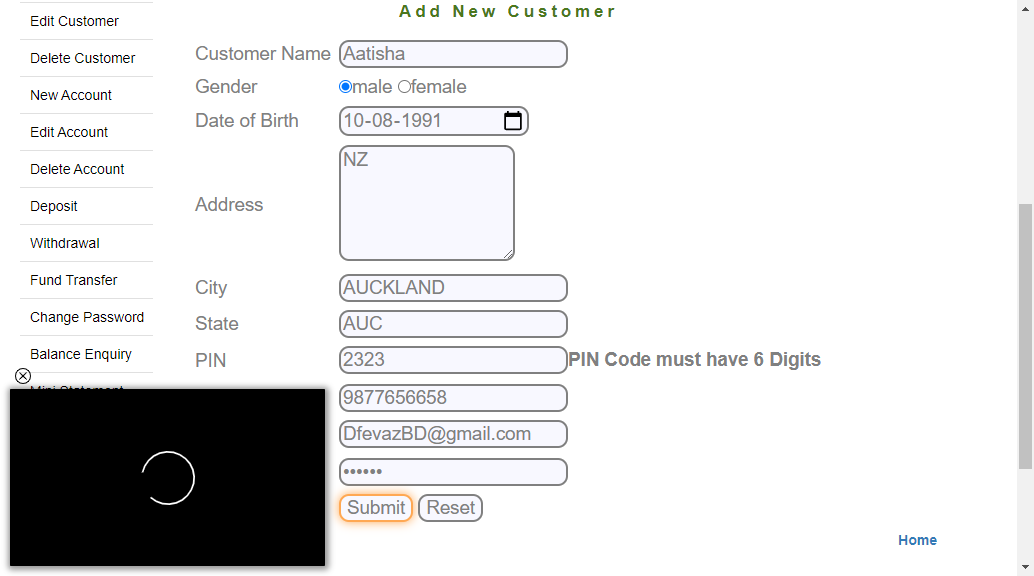 Add New Customer
Edit Customer
Delete Customer
New Account
Edit Account
Delete Account
Deposit
Withdrawal
Fund Transfer
Change Password
Balance Enquiry
Mini Statement
Customer Name Aatisha
Gender male female
Date of Birth 10-08-1991
Address NZ
City AUCKLAND
State AUC
PIN 2323 PIN Code must have 6 Digits
9877656658
DfevazBD@gmail.com
••••••
Submit Reset
Home